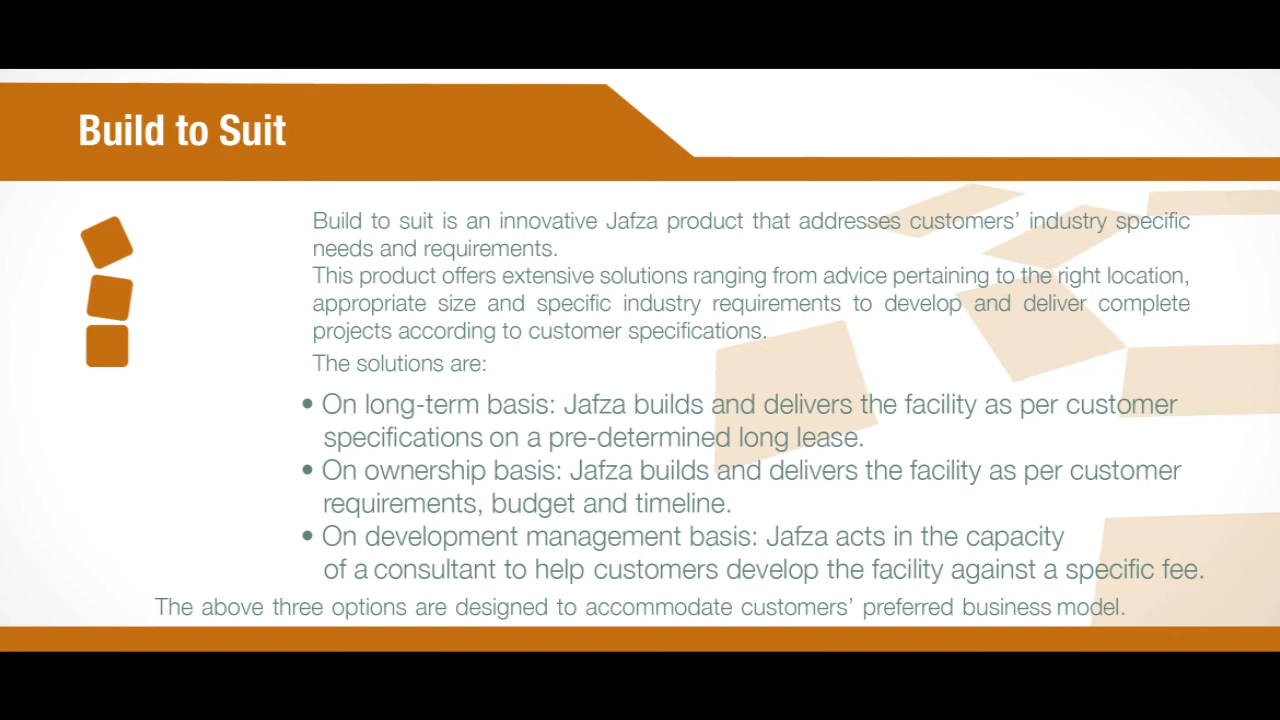 Build to Suit
Build to suit is an innovative Jafza product that addresses customers’ industry specific
needs and requirements.
This product offers extensive solutions ranging from advice pertaining to the right location,
appropriate size and specific industry requirements to develop and deliver complete
projects according to customer specifications.
The solutions are:
• On long-term basis: Jafza builds and delivers the facility as per customer
specifications on a pre-determined long lease.
• On ownership basis: Jafza builds and delivers the facility as per customer
requirements, budget and timeline.
• On development management basis: Jafza acts in the capacity
of a consultant to help customers develop the facility against a specific fee.
The above three options are designed to accommodate customers’ preferred business model.